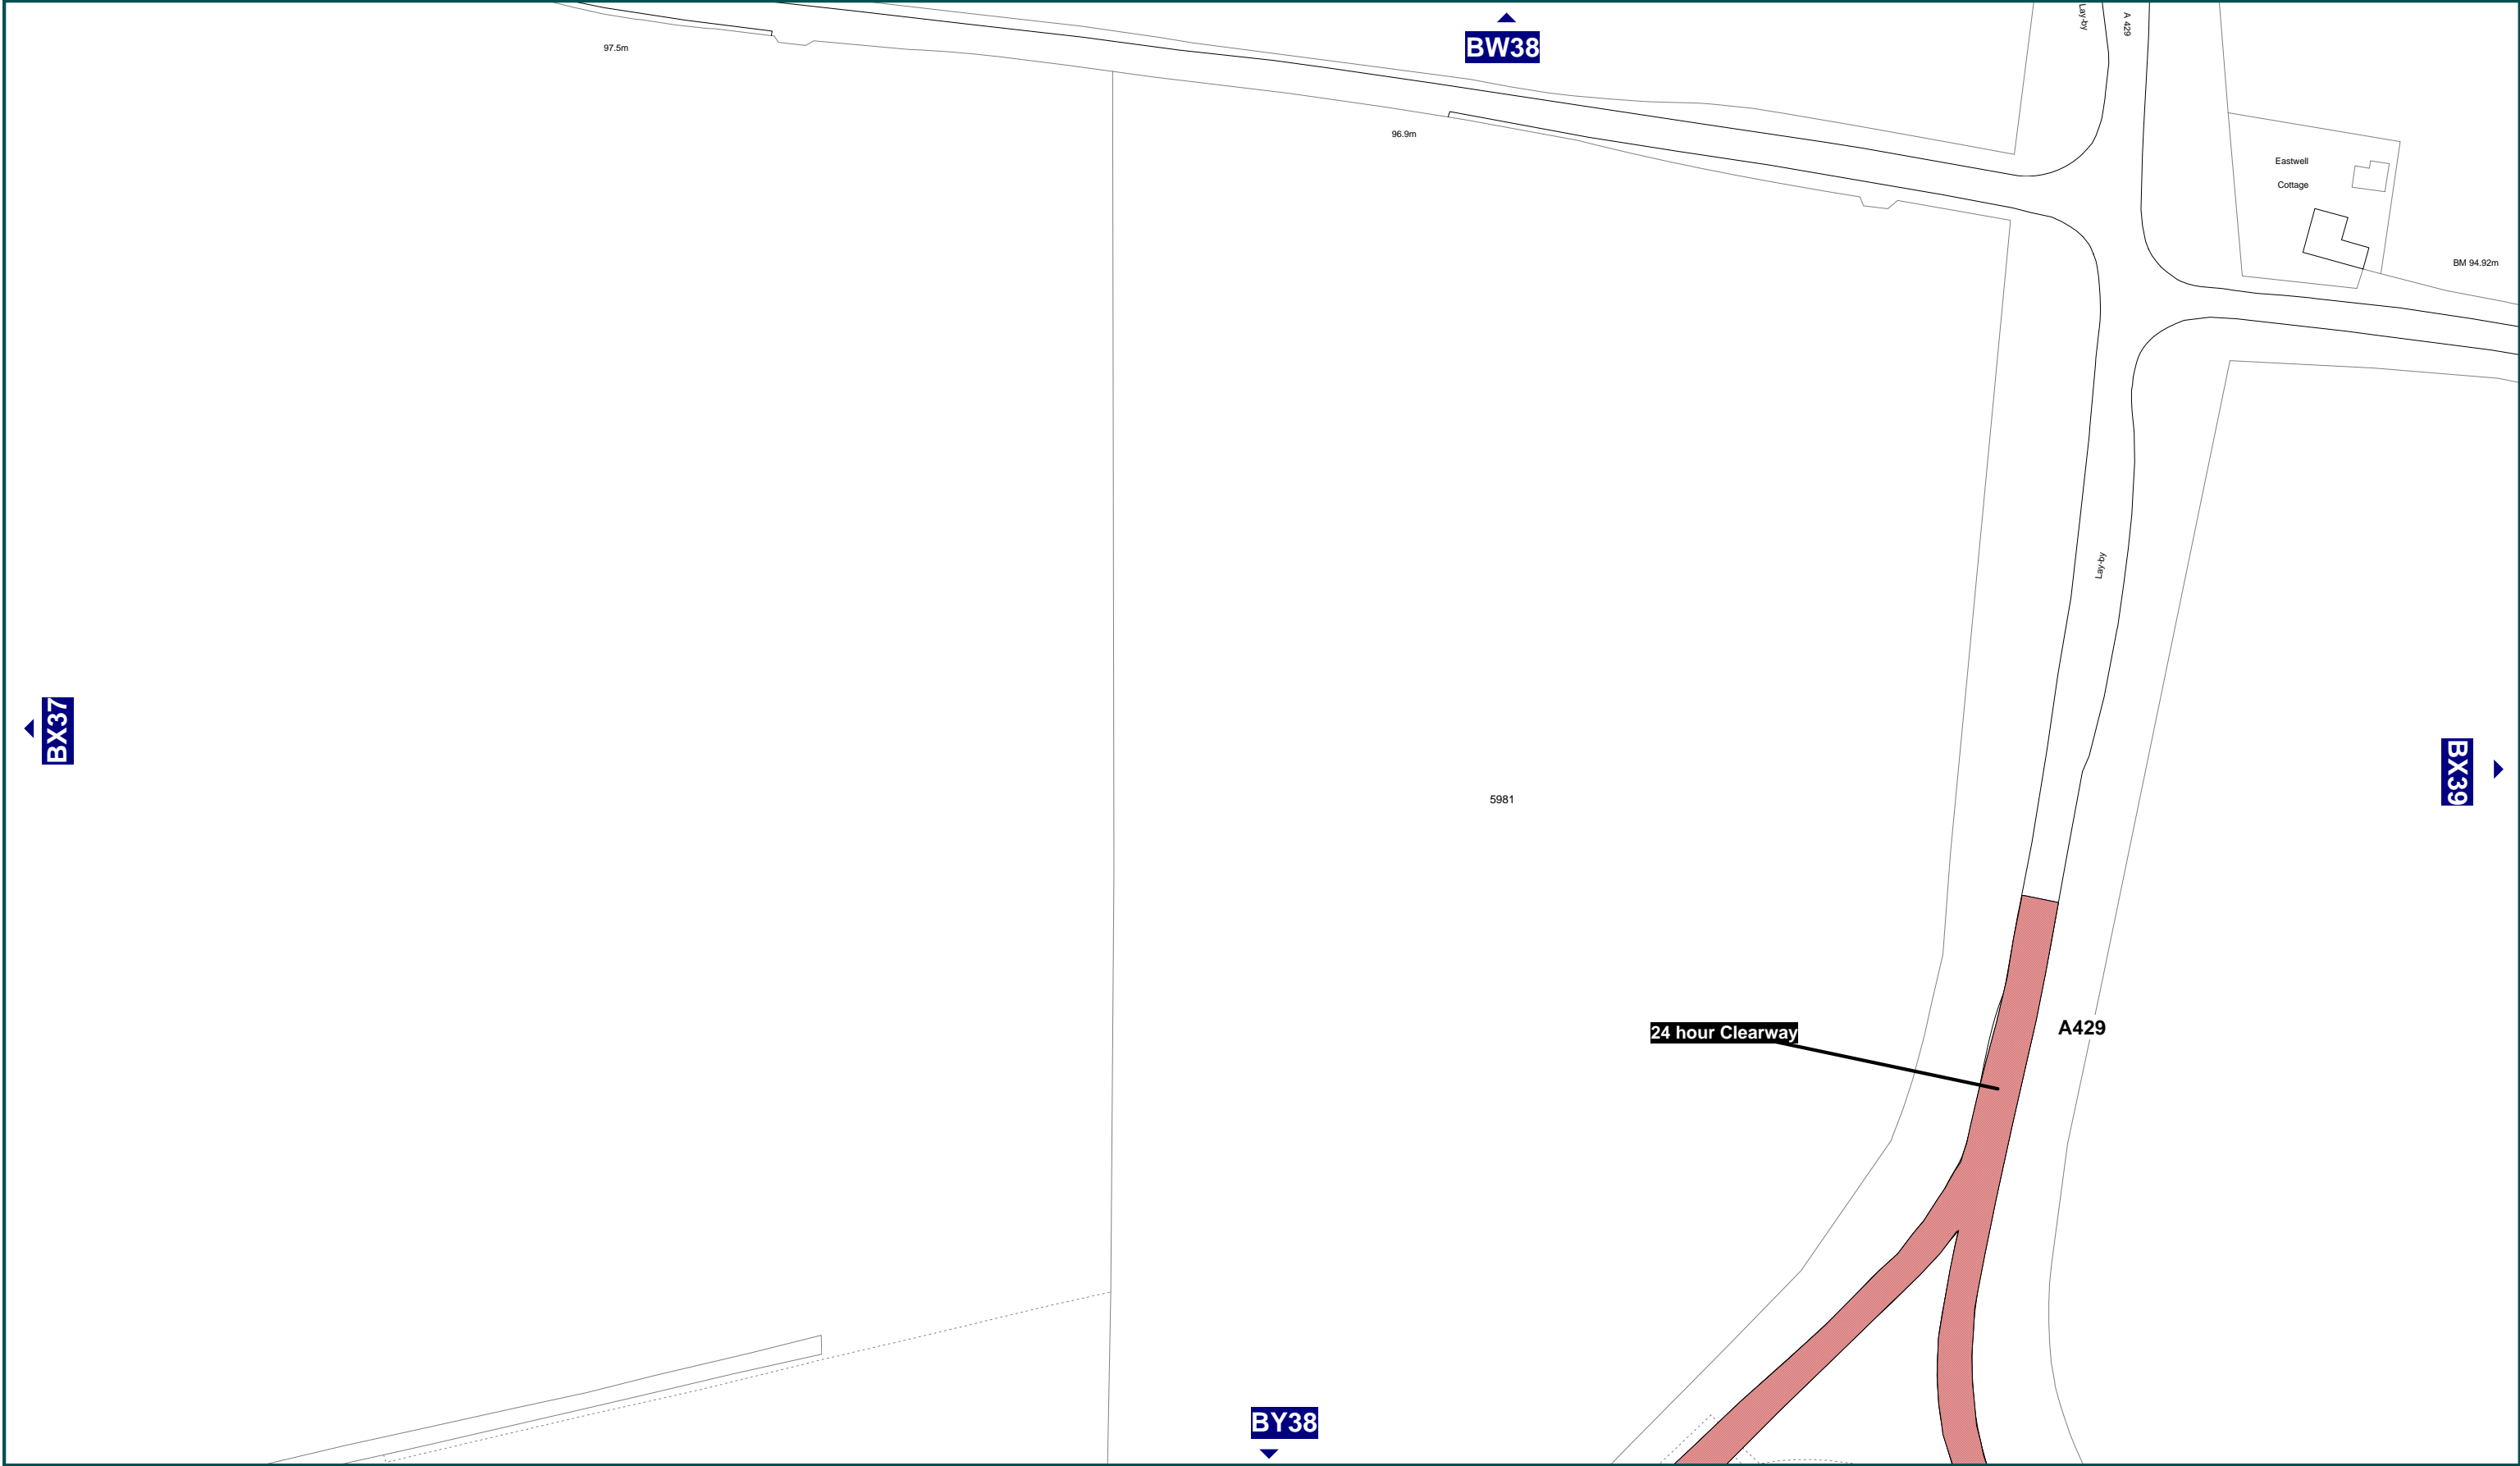 Lay-by
A 429
97.5m
BW38
96.9m
Eastwell
Cottage
BM 94.92m
Lay-by
BX37
BX39
5981
24 hour Clearway
A429
BY38